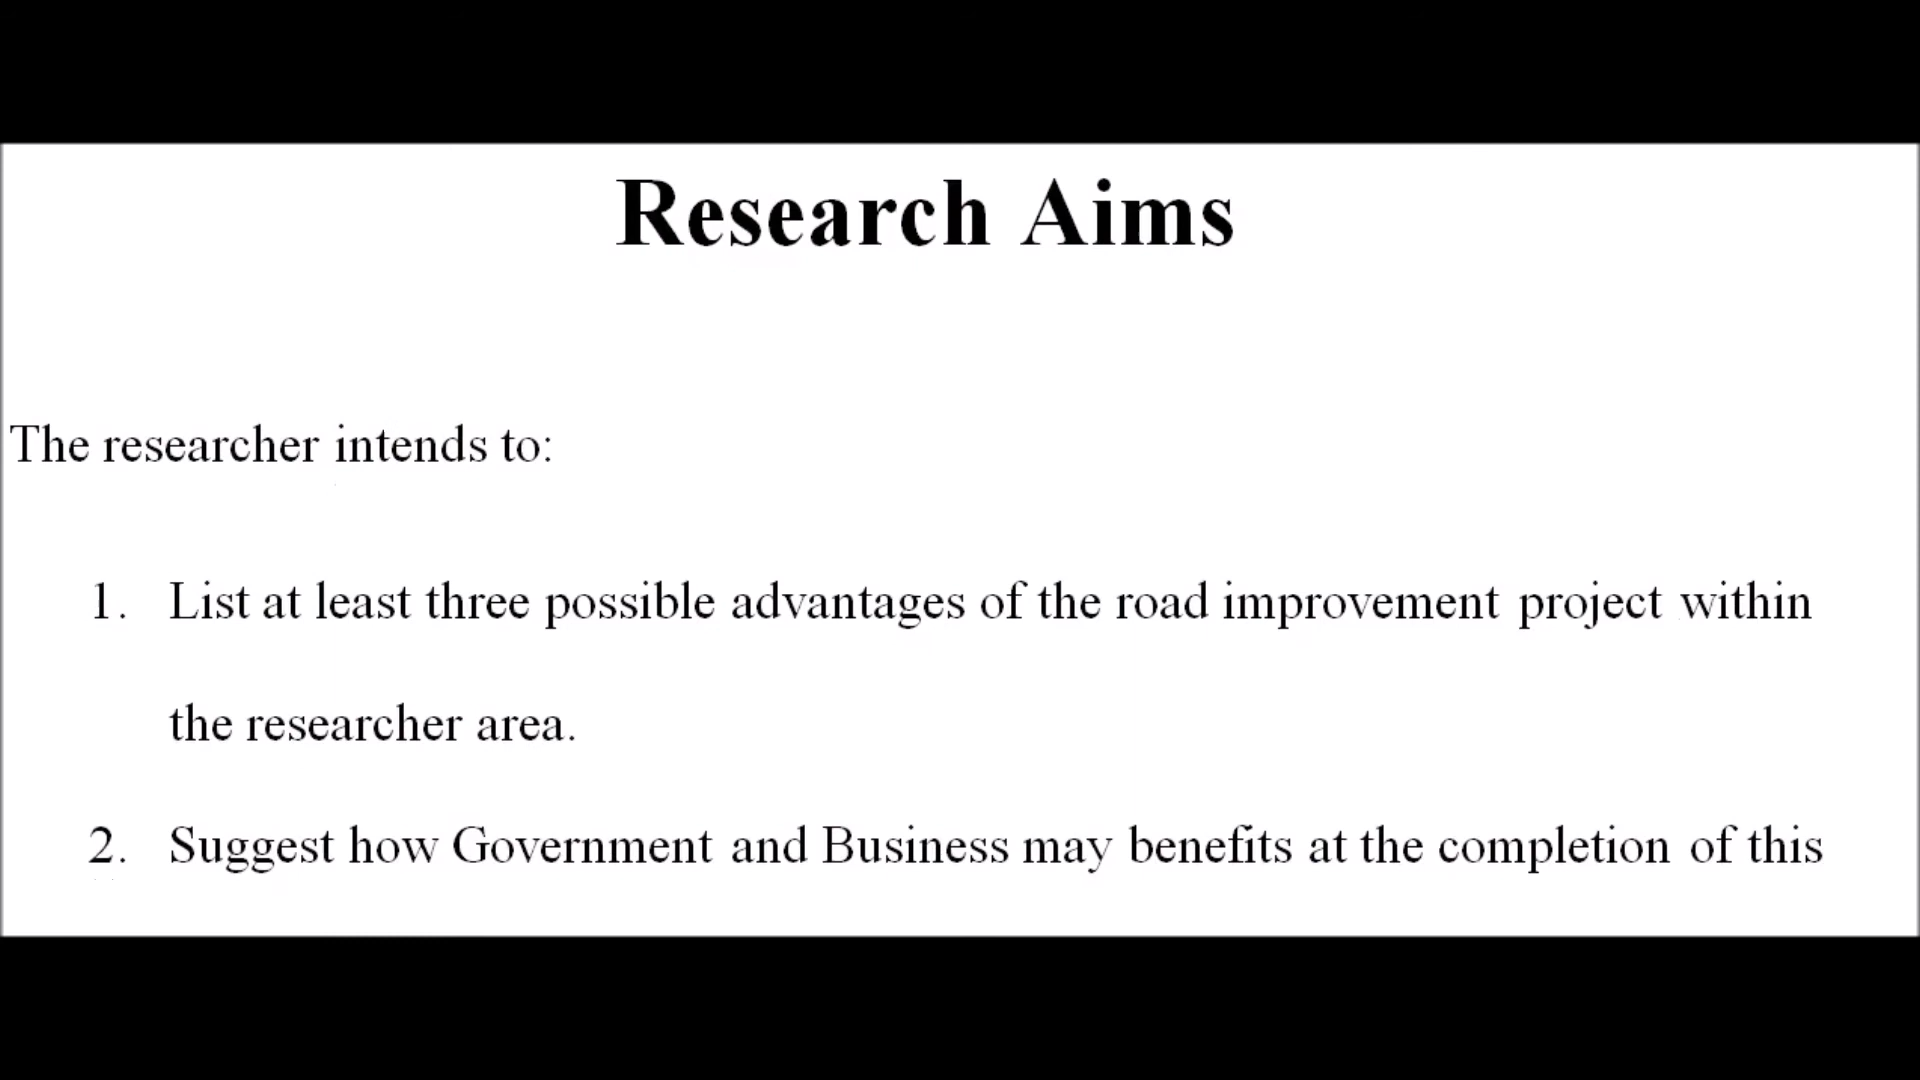 Research Aims
The researcher intends to:
1. List at least three possible advantages of the road improvement project within
the researcher area.
2. Suggest how Government and Business may benefits at the completion of this